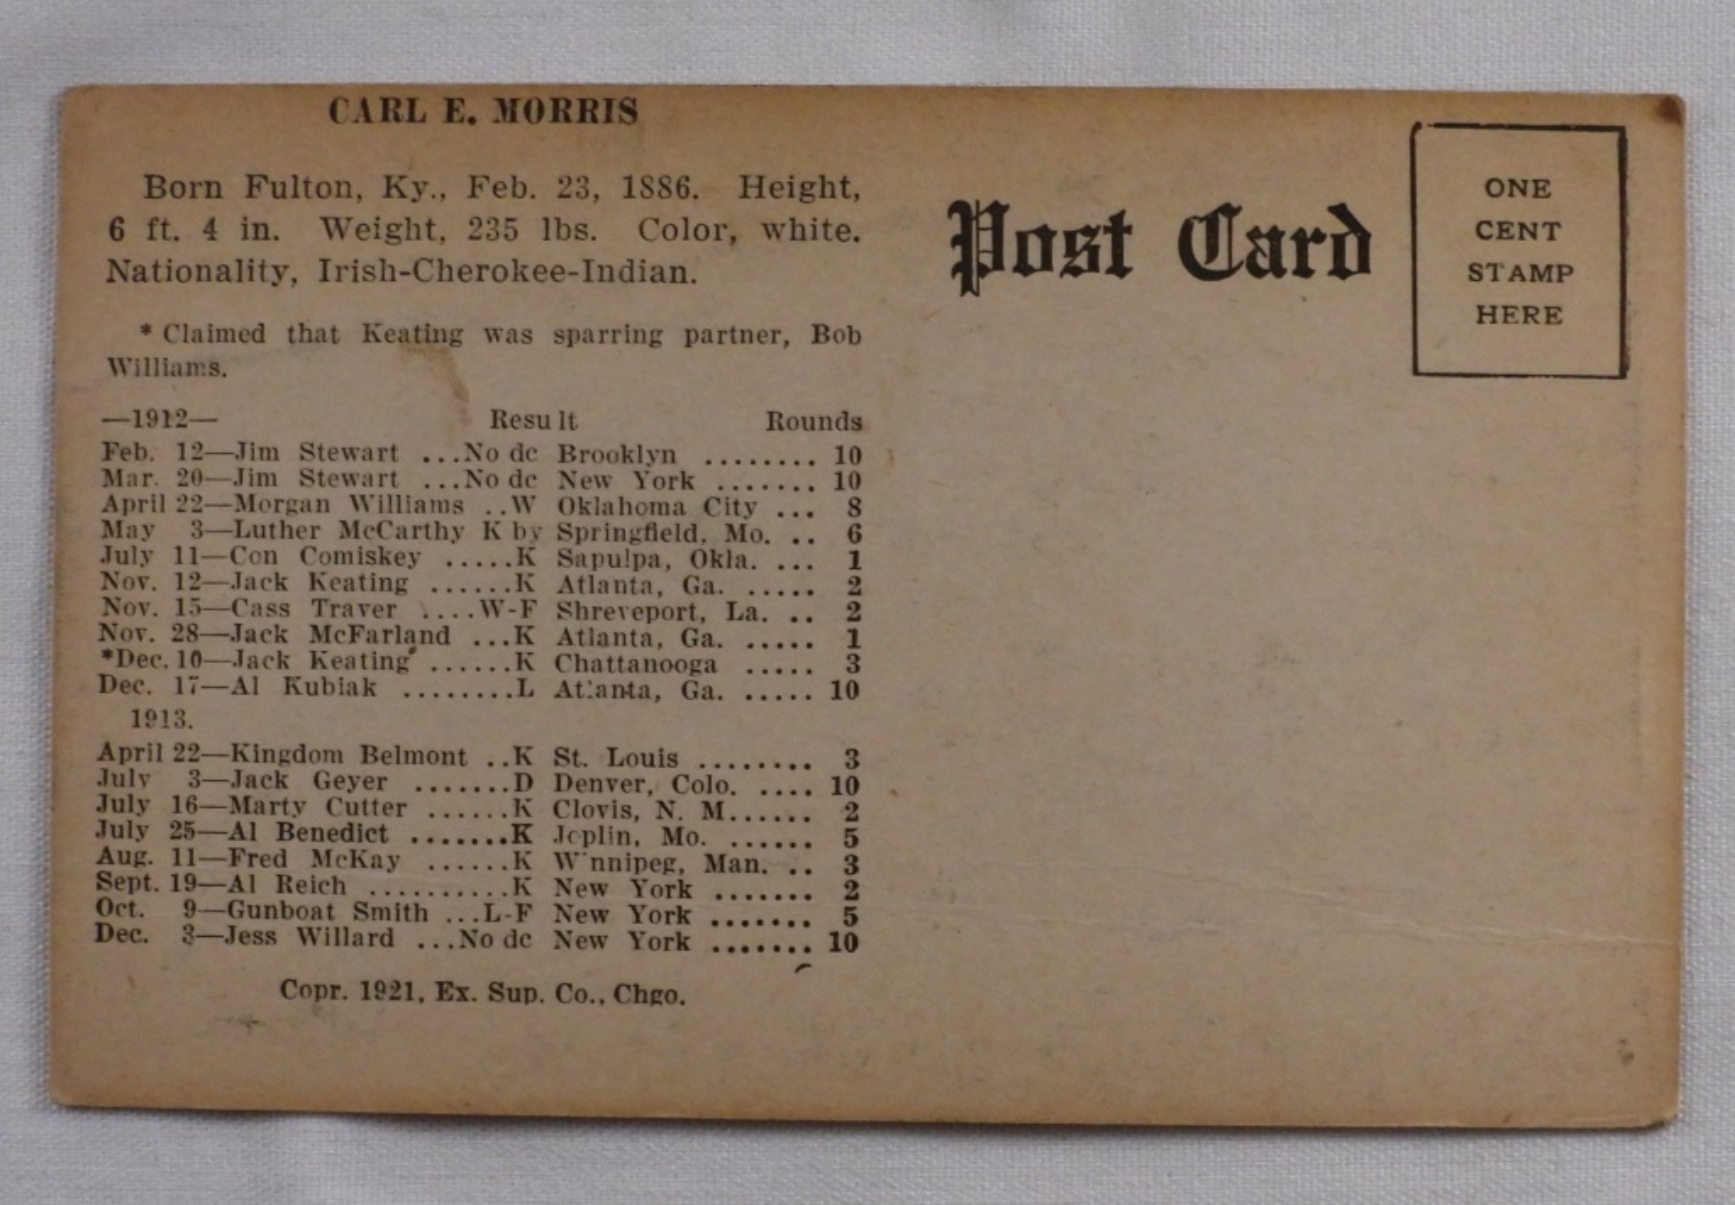 CARL E. MORRIS
Born Fulton, Ky., Feb. 23, 1886. Height,
6 ft. 4 in. Weight, 235 lbs. Color, white.
Nationality, Irish-Cherokee-Indian.
* Claimed that Keating was sparring partner, Bob
Williams.
—1912— Result Rounds
Feb. 12—Jim Stewart ...No dc Brooklyn ........ 10
Mar. 20—Jim Stewart ...No dc New York ....... 10
April 22—Morgan Williams ..W Oklahoma City ... 8
May 3—Luther McCarthy K by Springfield, Mo. .. 6
July 11—Con Comiskey .....K Sapulpa, Okla. ... 1
Nov. 12—Jack Keating ......K Atlanta, Ga. ..... 2
Nov. 15—Cass Traver ....W-F Shreveport, La. .. 2
Nov. 28—Jack McFarland ...K Atlanta, Ga. ..... 1
*Dec. 10—Jack Keating ......K Chattanooga ..... 3
Dec. 17—Al Kubiak ........L Atlanta, Ga. ..... 10
1913.
April 22—Kingdom Belmont ..K St. Louis ........ 3
July 3—Jack Geyer .......D Denver, Colo. .... 10
July 16—Marty Cutter ......K Clovis, N. M...... 2
July 25—Al Benedict .......K Joplin, Mo. ...... 5
Aug. 11—Fred McKay ......K Winnipeg, Man. .. 3
Sept. 19—Al Reich ..........K New York ....... 2
Oct. 9—Gunboat Smith ...L-F New York ....... 5
Dec. 3—Jess Willard ...No dc New York ....... 10
Copr. 1921, Ex. Sup. Co., Chgo.
Post Card
ONE
CENT
STAMP
HERE